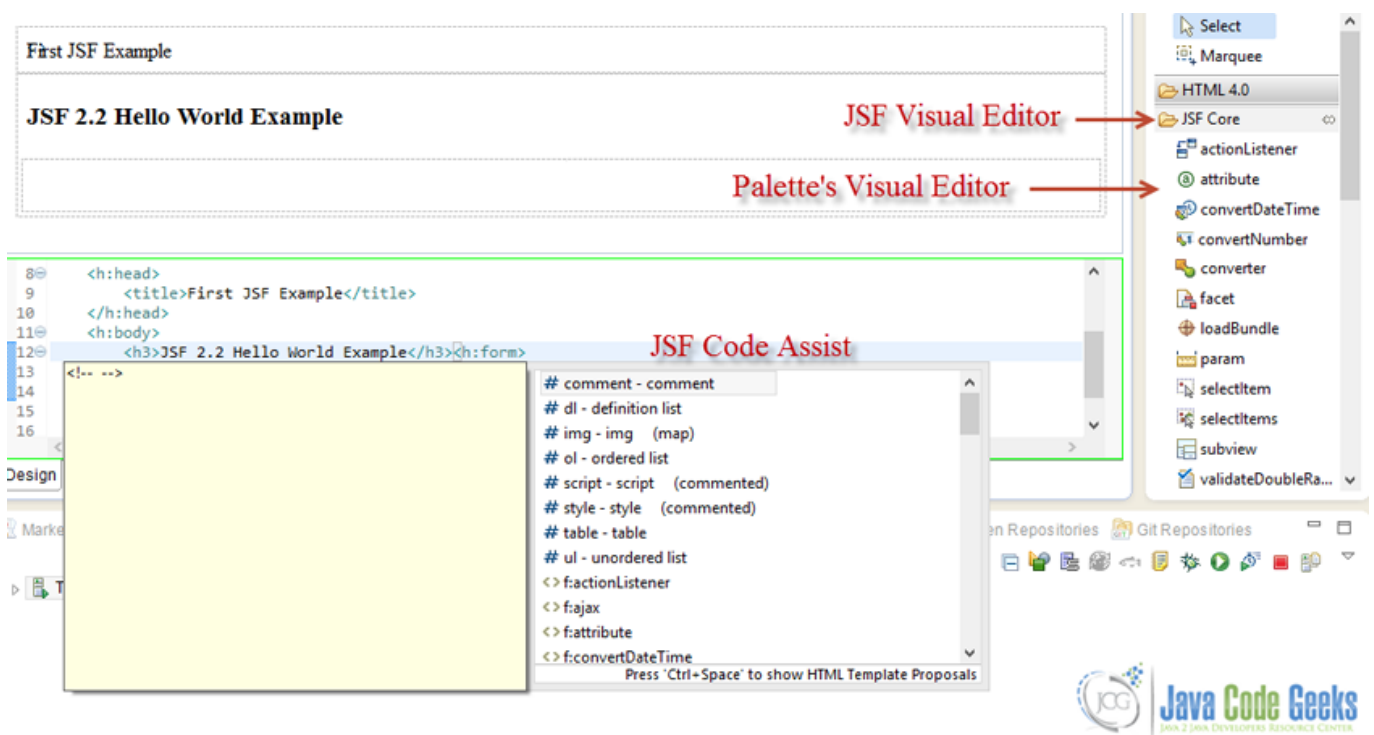 First JSF Example
JSF 2.2 Hello World Example
JSF Visual Editor
Palette's Visual Editor
Select
Marquee
HTML 4.0
JSF Core
actionListener
attribute
convertDateTime
convertNumber
converter
facet
loadBundle
param
selectItem
selectItems
subview
validateDoubleRa...
8 <h:head>
9 <title>First JSF Example</title>
10 </h:head>
11 <h:body>
12 <h3>JSF 2.2 Hello World Example</h3><h:form>
13
14
15
16
JSF Code Assist
<!-- -->
# comment - comment
# dl - definition list
# img - img (map)
# ol - ordered list
# script - script (commented)
# style - style (commented)
# table - table
# ul - unordered list
<> f:actionListener
<> f:ajax
<> f:attribute
<> f:convertDateTime
Press 'Ctrl+Space' to show HTML Template Proposals
Design
Marke
en Repositories
Git Repositories
T
JCG
Java Code Geeks
JAVA 2 JAVA DEVELOPERS RESOURCE CENTER